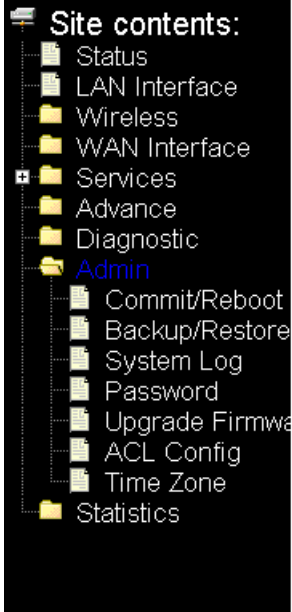 Site contents:
Status
LAN Interface
Wireless
WAN Interface
Services
Advance
Diagnostic
Admin
Commit/Reboot
Backup/Restore
System Log
Password
Upgrade Firmwa
ACL Config
Time Zone
Statistics